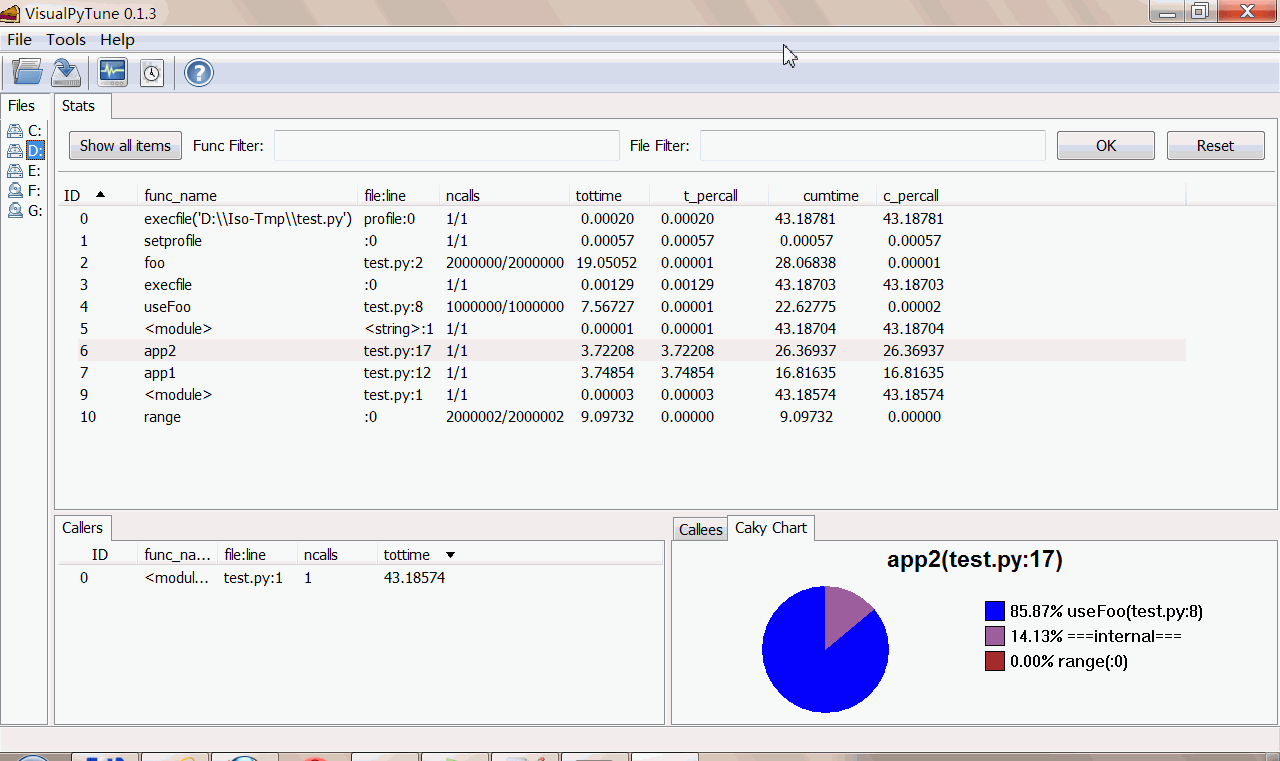 VisualPyTune 0.1.3
File Tools Help
Files Stats
C:
D:
E:
F:
G:
Show all items Func Filter: File Filter: OK Reset
ID func_name file:line ncalls tottime t_percall cumtime c_percall
0 execfile('D:\\Iso-Tmp\\test.py') profile:0 1/1 0.00020 0.00020 43.18781 43.18781
1 setprofile :0 1/1 0.00057 0.00057 0.00057 0.00057
2 foo test.py:2 2000000/2000000 19.05052 0.00001 28.06838 0.00001
3 execfile :0 1/1 0.00129 0.00129 43.18703 43.18703
4 useFoo test.py:8 1000000/1000000 7.56727 0.00001 22.62775 0.00002
5 <module> <string>:1 1/1 0.00001 0.00001 43.18704 43.18704
6 app2 test.py:17 1/1 3.72208 3.72208 26.36937 26.36937
7 app1 test.py:12 1/1 3.74854 3.74854 16.81635 16.81635
9 <module> test.py:1 1/1 0.00003 0.00003 43.18574 43.18574
10 range :0 2000002/2000002 9.09732 0.00000 9.09732 0.00000
Callers
ID func_na... file:line ncalls tottime
0 <modul... test.py:1 1 43.18574
Callees Caky Chart
app2(test.py:17)
85.87% useFoo(test.py:8)
14.13% ===internal===
0.00% range(:0)